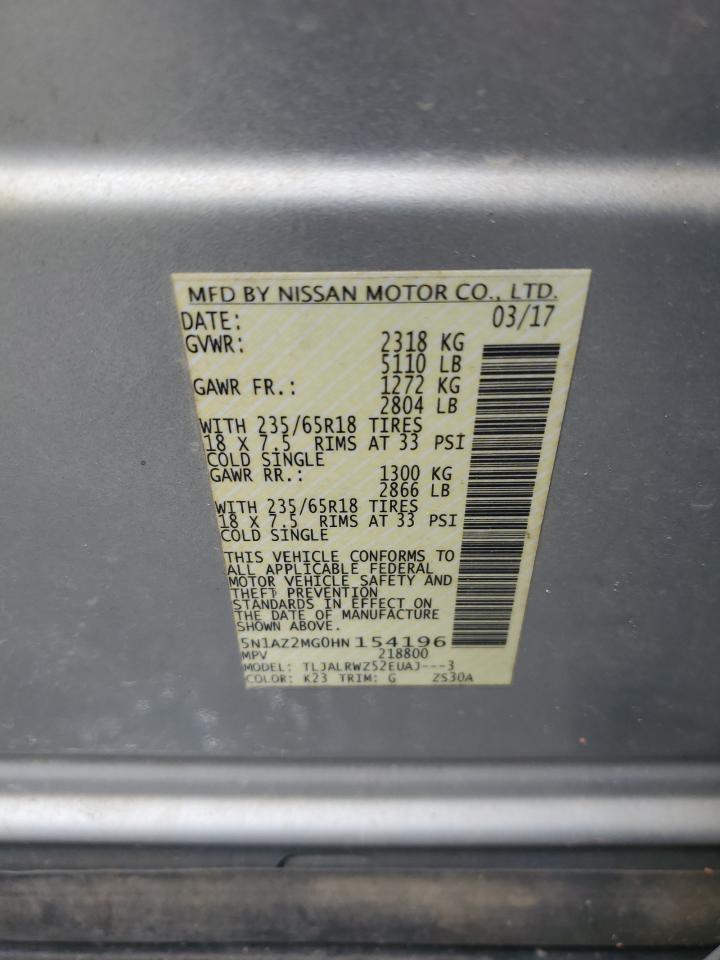 MFD BY NISSAN MOTOR CO., LTD.
DATE: 03/17
GVWR: 2318 KG
5110 LB
GAWR FR.: 1272 KG
2804 LB
WITH 235/65R18 TIRES
18 X 7.5 RIMS AT 33 PSI
COLD SINGLE
GAWR RR.: 1300 KG
2866 LB
WITH 235/65R18 TIRES
18 X 7.5 RIMS AT 33 PSI
COLD SINGLE
THIS VEHICLE CONFORMS TO
ALL APPLICABLE FEDERAL
MOTOR VEHICLE SAFETY AND
THEFT PREVENTION
STANDARDS IN EFFECT ON
THE DATE OF MANUFACTURE
SHOWN ABOVE.
5N1AZ2MG0HN 154196
MPV 218800
MODEL: TLJALRWZ52EUAJ---3
COLOR: K23 TRIM: G ZS30A